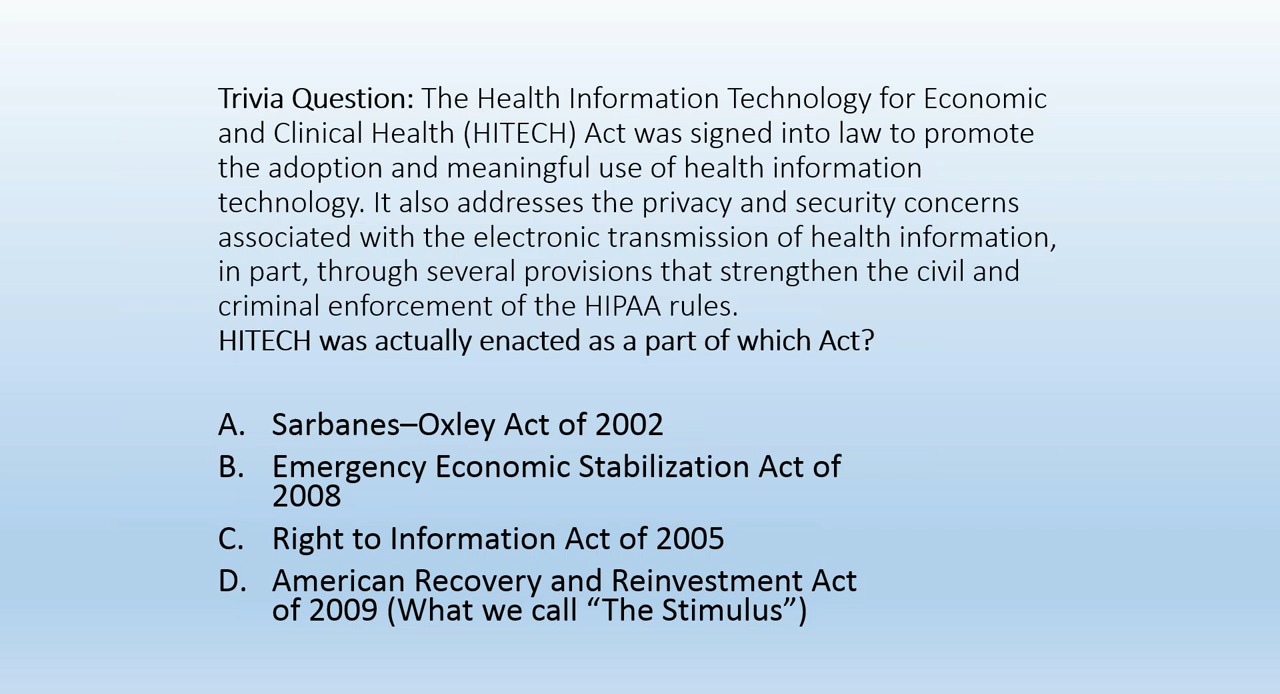 Trivia Question: The Health Information Technology for Economic
and Clinical Health (HITECH) Act was signed into law to promote
the adoption and meaningful use of health information
technology. It also addresses the privacy and security concerns
associated with the electronic transmission of health information,
in part, through several provisions that strengthen the civil and
criminal enforcement of the HIPAA rules.
HITECH was actually enacted as a part of which Act?
A. Sarbanes–Oxley Act of 2002
B. Emergency Economic Stabilization Act of
2008
C. Right to Information Act of 2005
D. American Recovery and Reinvestment Act
of 2009 (What we call “The Stimulus”)